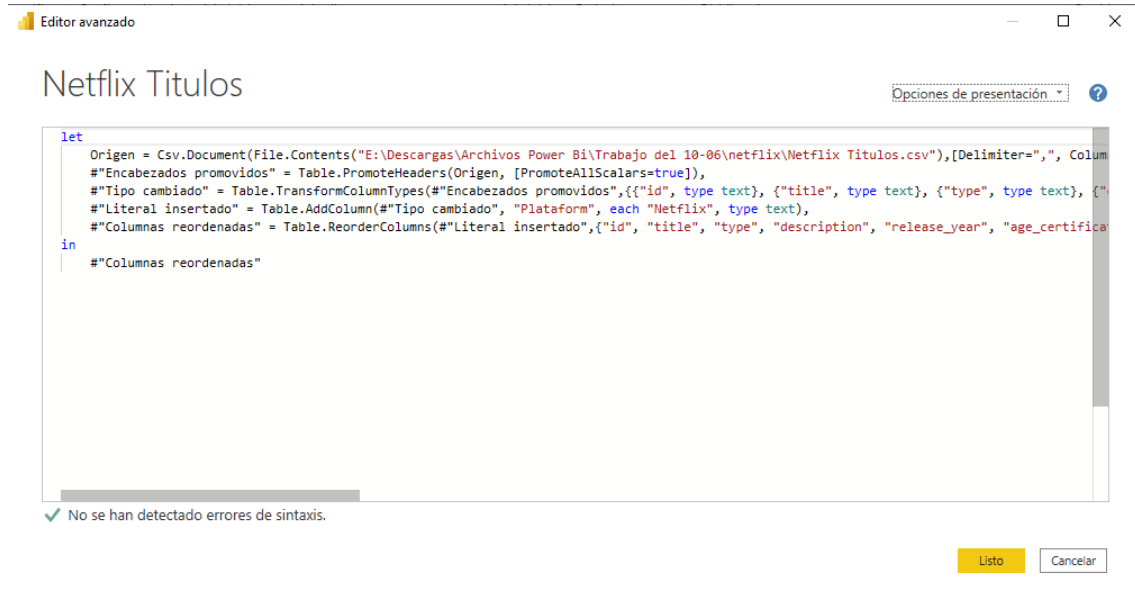 Editor avanzado
Netflix Titulos
Opciones de presentación
?
let
Origen = Csv.Document(File.Contents("E:\Descargas\Archivos Power Bi\Trabajo del 10-06\netflix\Netflix Titulos.csv"),[Delimiter=",", Colum
#"Encabezados promovidos" = Table.PromoteHeaders(Origen, [PromoteAllScalars=true]),
#"Tipo cambiado" = Table.TransformColumnTypes(#"Encabezados promovidos",{{"id", type text}, {"title", type text}, {"type", type text}, {"
#"Literal insertado" = Table.AddColumn(#"Tipo cambiado", "Plataform", each "Netflix", type text),
#"Columnas reordenadas" = Table.ReorderColumns(#"Literal insertado",{"id", "title", "type", "description", "release_year", "age_certifica
in
#"Columnas reordenadas"
No se han detectado errores de sintaxis.
Listo
Cancelar